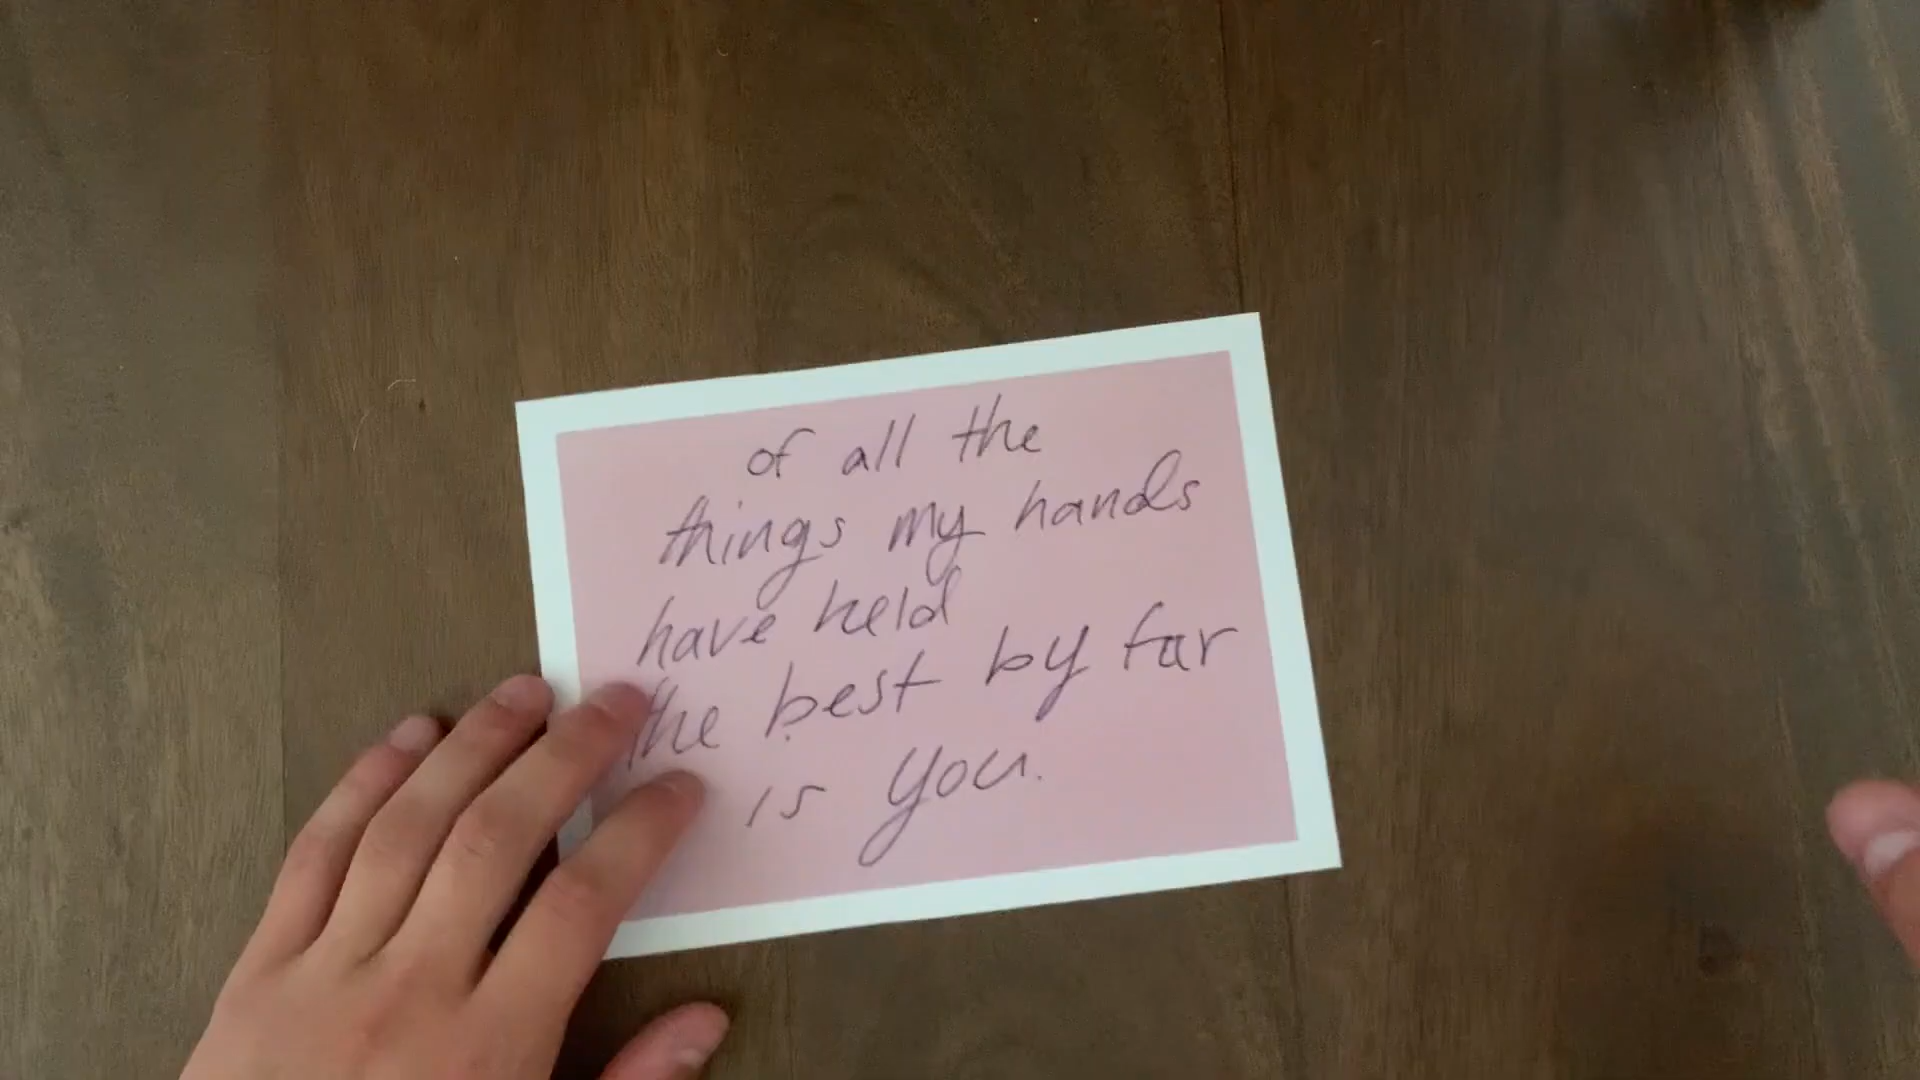 of all the
things my hands
have held
the best by far
is you.